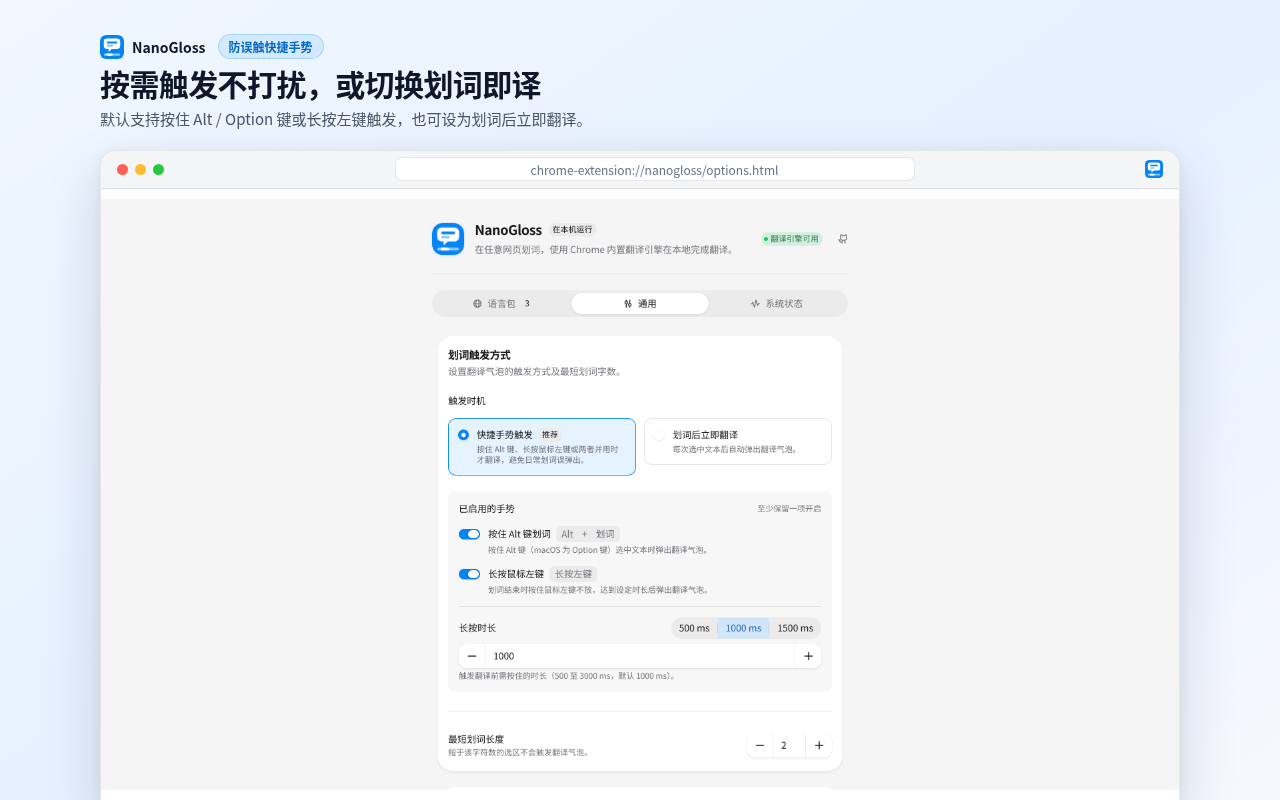 NanoGloss 防误触快捷手势
按需触发不打扰，或切换划词即译
默认支持按住 Alt / Option 键或长按左键触发，也可设为划词后立即翻译。
chrome-extension://nanogloss/options.html
NanoGloss 在本机运行
在任意网页划词，使用 Chrome 内置翻译引擎在本地完成翻译。
翻译引擎可用
语言包 3 通用 系统状态
划词触发方式
设置翻译气泡的触发方式及最短划词字数。
触发时机
快捷手势触发 推荐
按住 Alt 键、长按鼠标左键或两者并用时
才翻译，避免日常划词误弹出。
划词后立即翻译
每次选中文本后自动弹出翻译气泡。
已启用的手势 至少保留一项开启
按住 Alt 键划词 Alt + 划词
按住 Alt 键（macOS 为 Option 键）选中文本时弹出翻译气泡。
长按鼠标左键 长按左键
划词结束时按住鼠标左键不放，达到设定时长后弹出翻译气泡。
长按时长 500 ms 1000 ms 1500 ms
− 1000 +
触发翻译前需按住的时长（500 至 3000 ms，默认 1000 ms）。
最短划词长度
短于该字符数的选区不会触发翻译气泡。
− 2 +